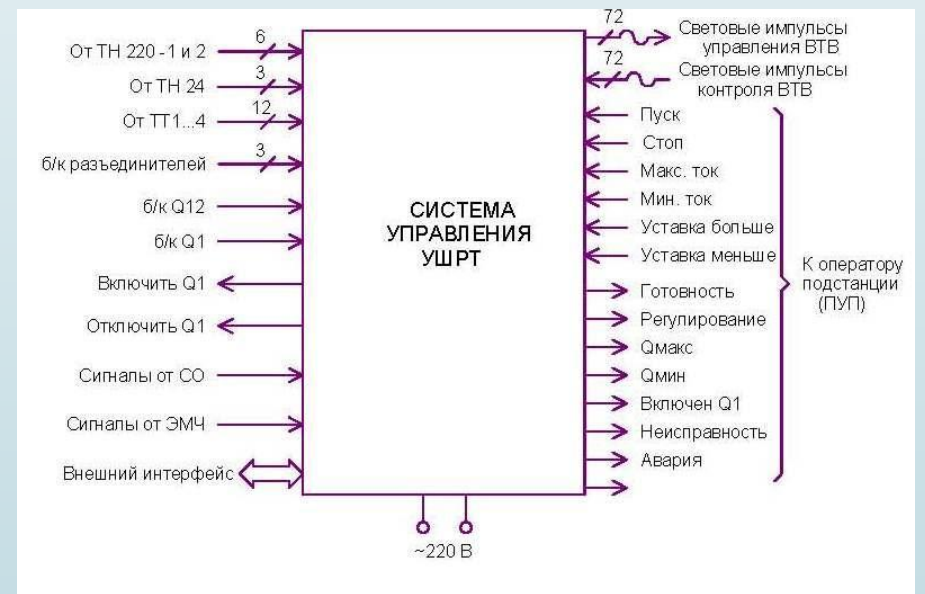 От ТН 220 - 1 и 2
6
От ТН 24
3
От ТТ1...4
12
б/к разъединителей
3
б/к Q12
б/к Q1
Включить Q1
Отключить Q1
Сигналы от СО
Сигналы от ЭМЧ
Внешний интерфейс
СИСТЕМА
УПРАВЛЕНИЯ
УШРТ
~220 В
72
Световые импульсы
управления ВТВ
72
Световые импульсы
контроля ВТВ
Пуск
Стоп
Макс. ток
Мин. ток
Уставка больше
Уставка меньше
Готовность
Регулирование
Qмакс
Qмин
Включен Q1
Неисправность
Авария
К оператору
подстанции
(ПУП)